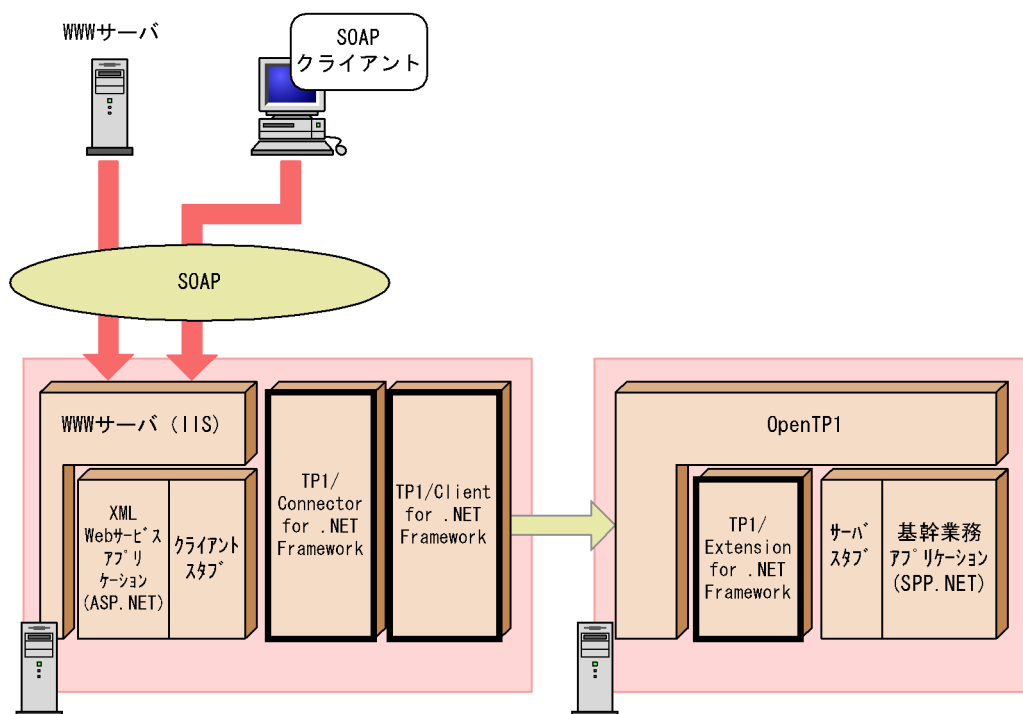 WWWサーバ
SOAP
クライアント
SOAP
WWWサーバ(IIS)
XML
Webｻｰﾋﾞｽ
ｱﾌﾟﾘ
ｹｰｼｮﾝ
(ASP.NET)
ｸﾗｲｱﾝﾄ
ｽﾀﾌﾞ
TP1/
Connector
for .NET
Framework
TP1/Client
for .NET
Framework
OpenTP1
TP1/
Extension
for .NET
Framework
ｻｰﾊﾞ
ｽﾀﾌﾞ
基幹業務
ｱﾌﾟﾘｹｰｼｮﾝ
(SPP.NET)